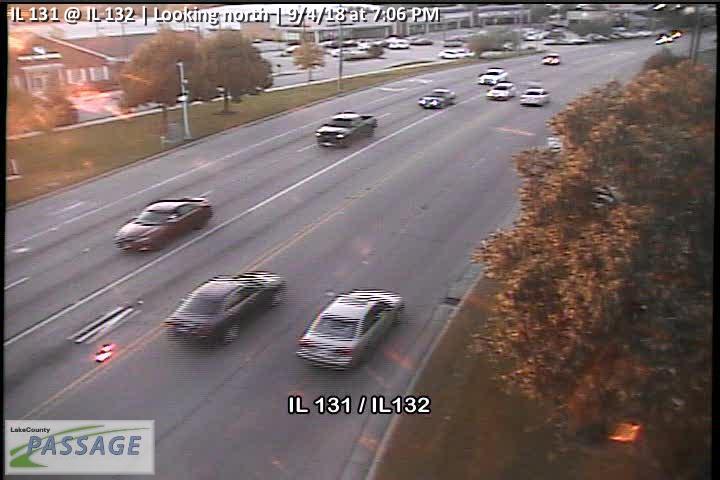 IL 131 @ IL 132 | Looking north | 9/4/18 at 7:06 PM
IL 131 / IL132
LakeCounty
PASSAGE